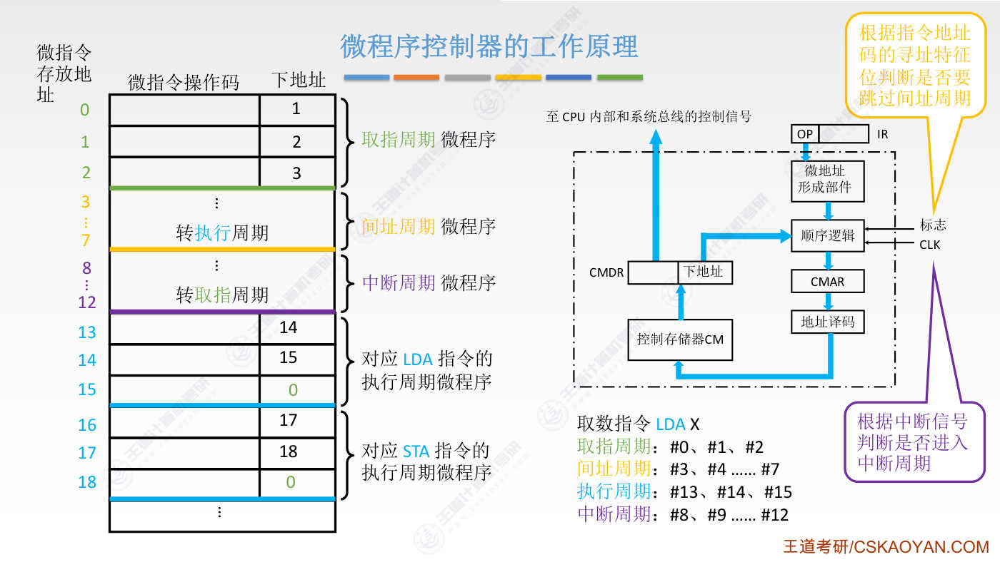 微程序控制器的工作原理
微指令
存放地
址
微指令操作码
下地址
0
1
1
2
2
3
取指周期 微程序
3
⋮
7
⋮
转执行周期
间址周期 微程序
8
⋮
12
⋮
转取指周期
中断周期 微程序
13
14
14
15
15
0
对应 LDA 指令的
执行周期微程序
16
17
17
18
18
0
对应 STA 指令的
执行周期微程序
⋮
至 CPU 内部和系统总线的控制信号
OP
IR
微地址
形成部件
顺序逻辑
标志
CLK
CMDR
下地址
CMAR
地址译码
控制存储器CM
根据指令地址
码的寻址特征
位判断是否要
跳过间址周期
根据中断信号
判断是否进入
中断周期
取数指令 LDA X
取指周期：#0、#1、#2
间址周期：#3、#4 …… #7
执行周期：#13、#14、#15
中断周期：#8、#9 …… #12
王道考研/CSKAOYAN.COM